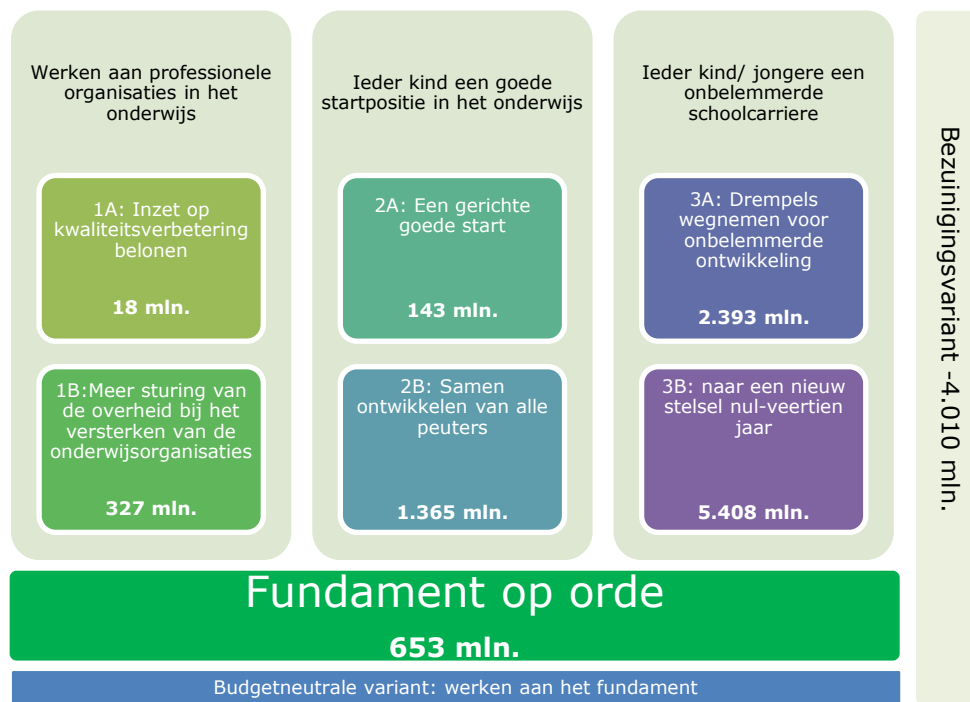 Werken aan professionele
organisaties in het
onderwijs
1A: Inzet op
kwaliteitsverbetering
belonen
18 mln.
1B:Meer sturing van
de overheid bij het
versterken van de
onderwijsorganisaties
327 mln.
Ieder kind een goede
startpositie in het onderwijs
2A: Een gerichte
goede start
143 mln.
2B: Samen
ontwikkelen van alle
peuters
1.365 mln.
Ieder kind/ jongere een
onbelemmerde
schoolcarriere
3A: Drempels
wegnemen voor
onbelemmerde
ontwikkeling
2.393 mln.
3B: naar een nieuw
stelsel nul-veertien
jaar
5.408 mln.
Bezuinigingsvariant -4.010 mln.
Fundament op orde
653 mln.
Budgetneutrale variant: werken aan het fundament